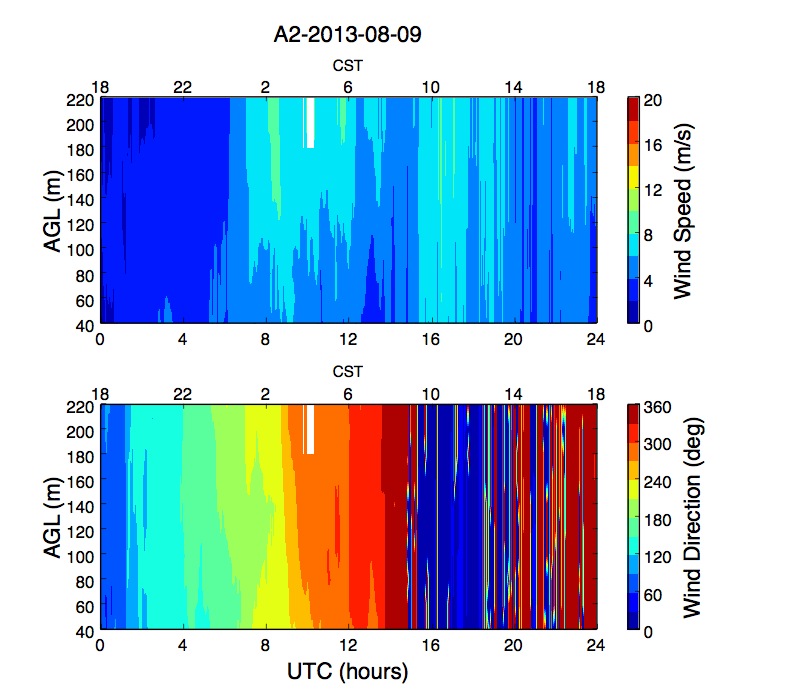 A2-2013-08-09
CST
18 22 2 6 10 14 18
220
200
180
160
140
120
100
80
60
40
AGL (m)
0 4 8 12 16 20 24
20
16
12
8
4
0
Wind Speed (m/s)
CST
18 22 2 6 10 14 18
220
200
180
160
140
120
100
80
60
40
AGL (m)
0 4 8 12 16 20 24
UTC (hours)
360
300
240
180
120
60
0
Wind Direction (deg)